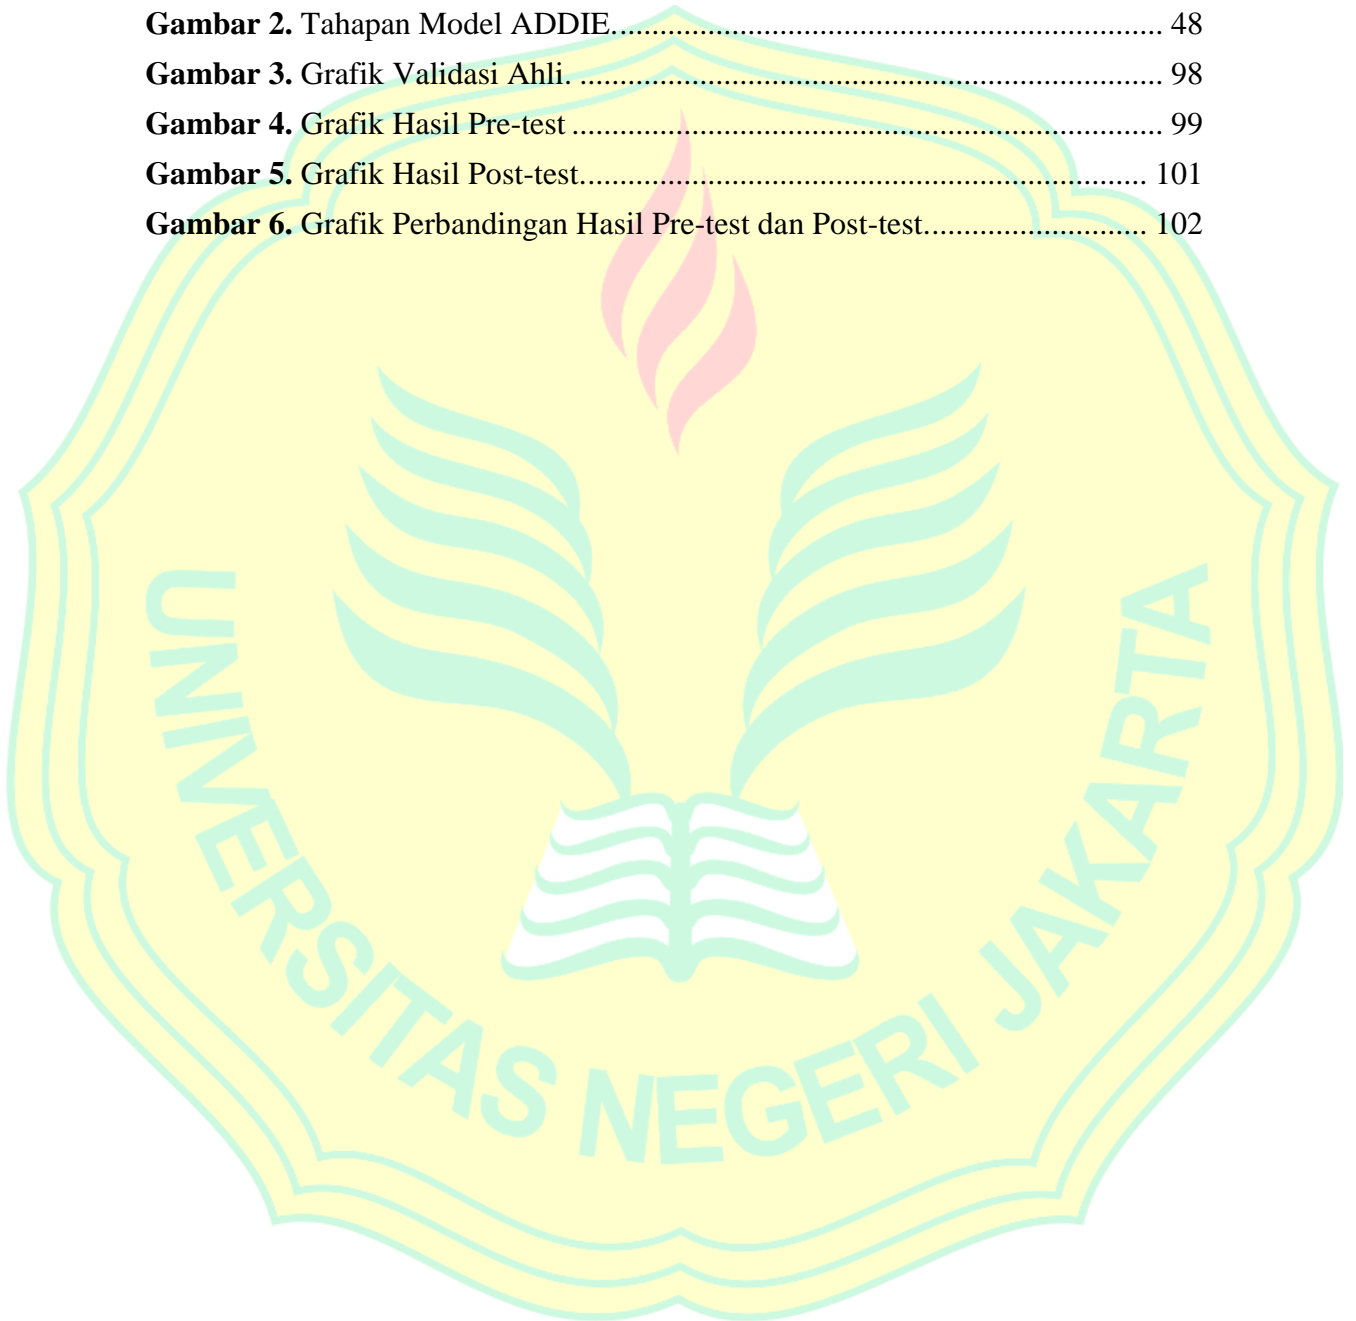 Gambar 2. Tahapan Model ADDIE.................................................................... 48
Gambar 3. Grafik Validasi Ahli. ........................................................................ 98
Gambar 4. Grafik Hasil Pre-test ......................................................................... 99
Gambar 5. Grafik Hasil Post-test...................................................................... 101
Gambar 6. Grafik Perbandingan Hasil Pre-test dan Post-test........................... 102
UNIVERSITAS NEGERI JAKARTA